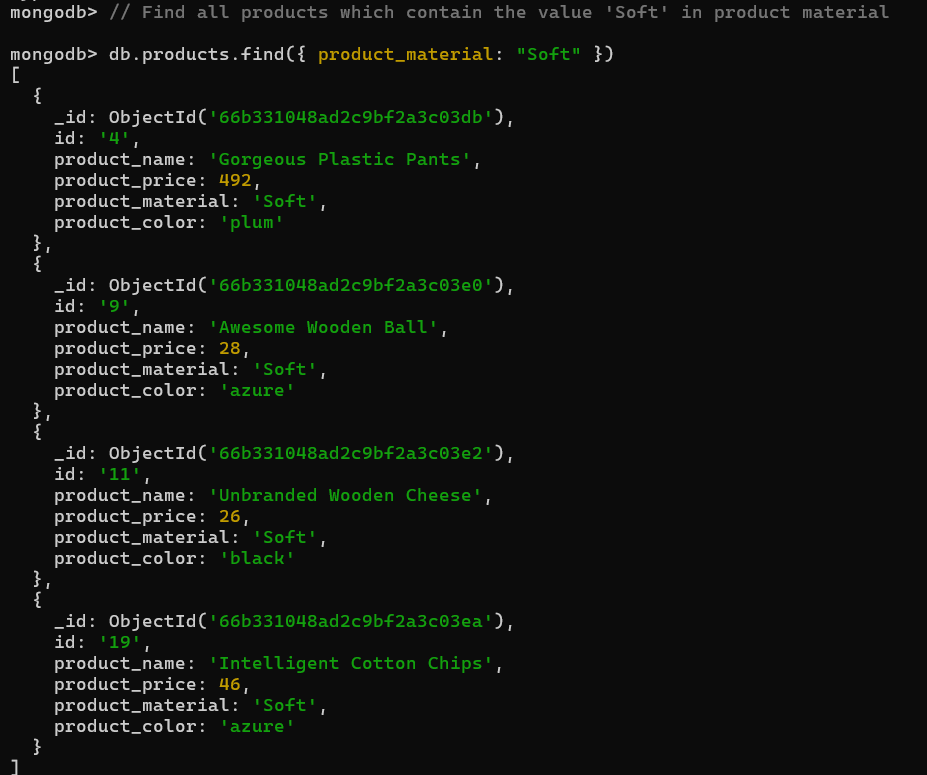 mongodb> // Find all products which contain the value 'Soft' in product material
mongodb> db.products.find({ product_material: "Soft" })
[
  {
    _id: ObjectId('66b331048ad2c9bf2a3c03db'),
    id: '4',
    product_name: 'Gorgeous Plastic Pants',
    product_price: 492,
    product_material: 'Soft',
    product_color: 'plum'
  },
  {
    _id: ObjectId('66b331048ad2c9bf2a3c03e0'),
    id: '9',
    product_name: 'Awesome Wooden Ball',
    product_price: 28,
    product_material: 'Soft',
    product_color: 'azure'
  },
  {
    _id: ObjectId('66b331048ad2c9bf2a3c03e2'),
    id: '11',
    product_name: 'Unbranded Wooden Cheese',
    product_price: 26,
    product_material: 'Soft',
    product_color: 'black'
  },
  {
    _id: ObjectId('66b331048ad2c9bf2a3c03ea'),
    id: '19',
    product_name: 'Intelligent Cotton Chips',
    product_price: 46,
    product_material: 'Soft',
    product_color: 'azure'
  }
]